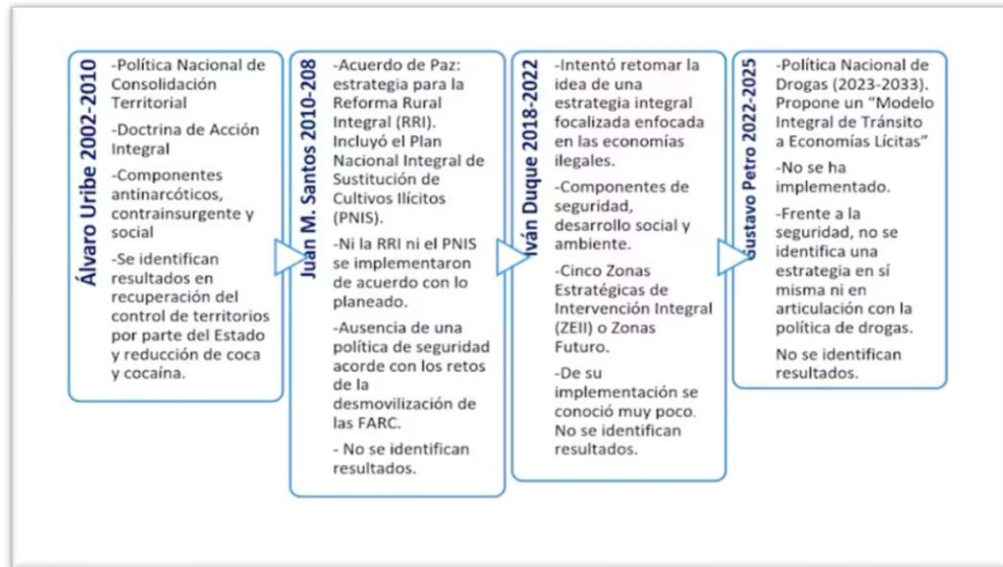 Álvaro Uribe 2002-2010
-Política Nacional de
Consolidación
Territorial
-Doctrina de Acción
Integral
-Componentes
antinarcóticos,
contrainsurgente y
social
-Se identifican
resultados en
recuperación del
control de territorios
por parte del Estado
y reducción de coca
y cocaína.
Juan M. Santos 2010-208
-Acuerdo de Paz:
estrategia para la
Reforma Rural
Integral (RRI).
Incluyó el Plan
Nacional Integral de
Sustitución de
Cultivos Ilícitos
(PNIS).
-Ni la RRI ni el PNIS
se implementaron
de acuerdo con lo
planeado.
-Ausencia de una
política de seguridad
acorde con los retos
de la
desmovilización de
las FARC.
- No se identifican
resultados.
Iván Duque 2018-2022
-Intentó retomar la
idea de una
estrategia integral
focalizada enfocada
en las economías
ilegales.
-Componentes de
seguridad,
desarrollo social y
ambiente.
-Cinco Zonas
Estratégicas de
Intervención Integral
(ZEII) o Zonas
Futuro.
-De su
implementación se
conoció muy poco.
No se identifican
resultados.
Gustavo Petro 2022-2025
-Política Nacional de
Drogas (2023-2033).
Propone un “Modelo
Integral de Tránsito
a Economías Lícitas”
-No se ha
implementado.
-Frente a la
seguridad, no se
identifica una
estrategia en sí
misma ni en
articulación con la
política de drogas.
No se identifican
resultados.